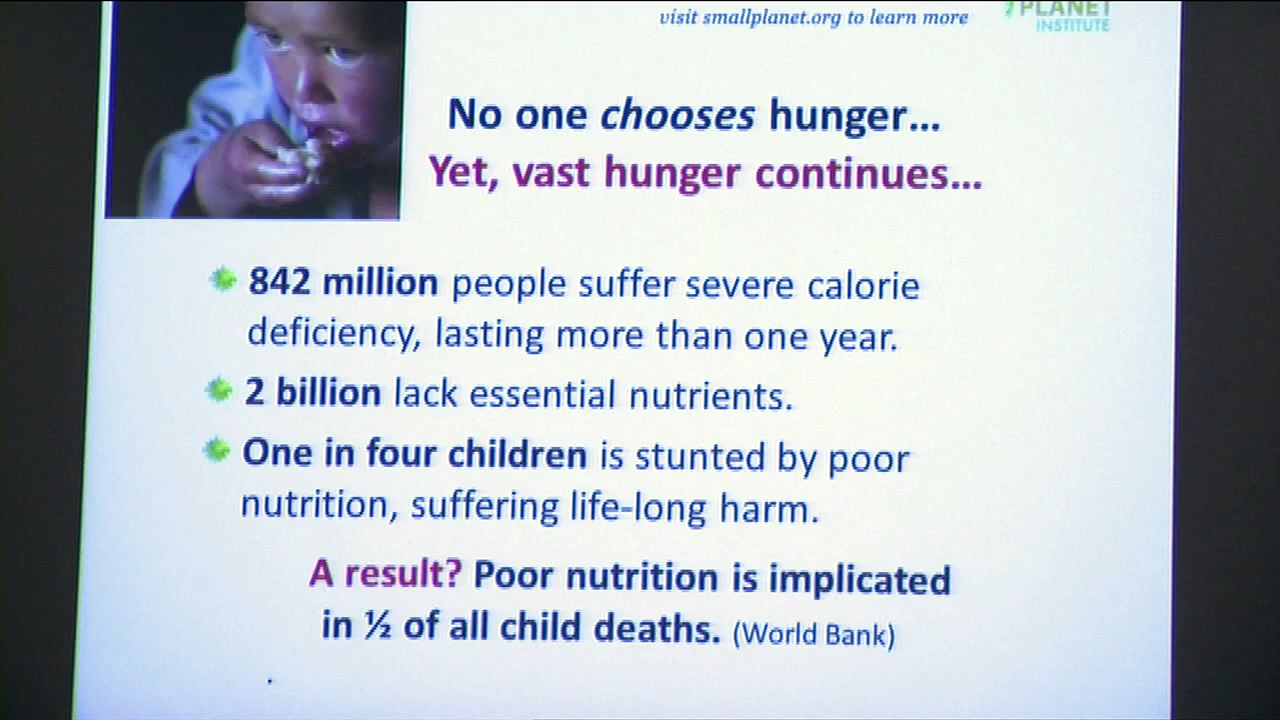 visit smallplanet.org to learn more
PLANET
INSTITUTE
No one chooses hunger...
Yet, vast hunger continues...
842 million people suffer severe calorie
deficiency, lasting more than one year.
2 billion lack essential nutrients.
One in four children is stunted by poor
nutrition, suffering life-long harm.
A result? Poor nutrition is implicated
in ½ of all child deaths. (World Bank)